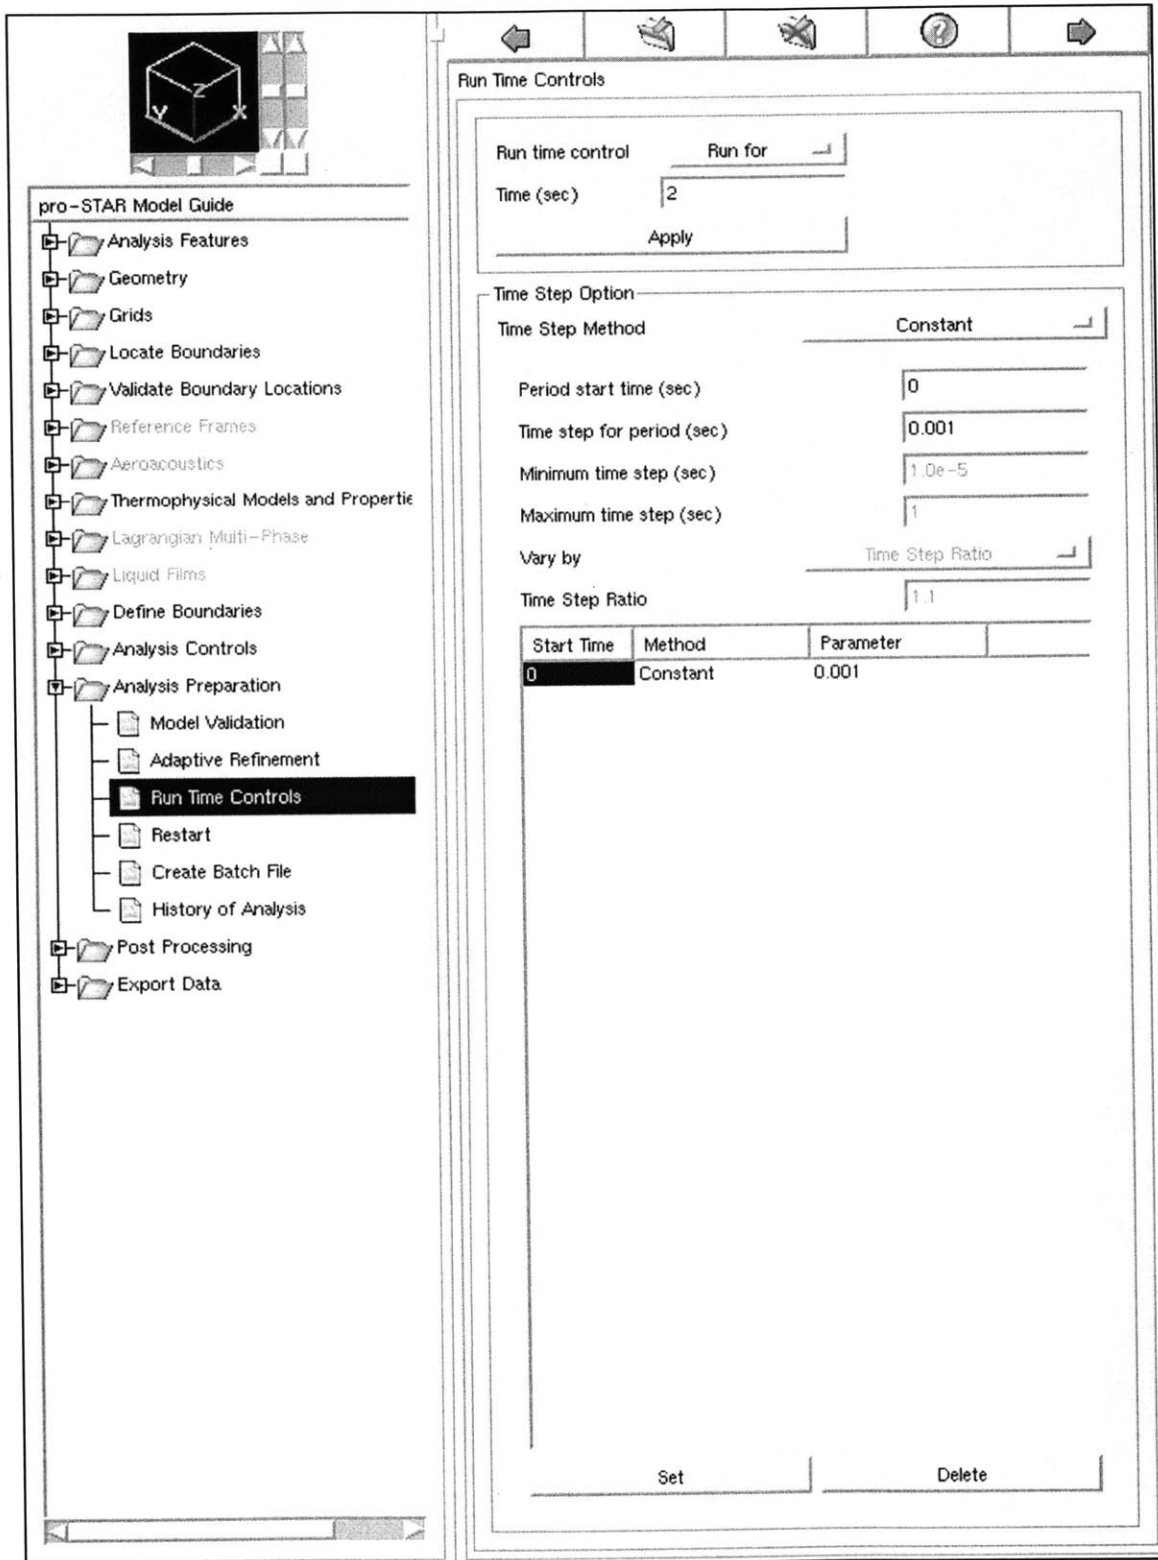 Z
Y
X
pro-STAR Model Guide
Analysis Features
Geometry
Grids
Locate Boundaries
Validate Boundary Locations
Reference Frames
Aeroacoustics
Thermophysical Models and Propertie
Lagrangian Multi-Phase
Liquid Films
Define Boundaries
Analysis Controls
Analysis Preparation
Model Validation
Adaptive Refinement
Run Time Controls
Restart
Create Batch File
History of Analysis
Post Processing
Export Data
?
Run Time Controls
Run time control Run for
Time (sec) 2
Apply
Time Step Option
Time Step Method Constant
Period start time (sec) 0
Time step for period (sec) 0.001
Minimum time step (sec) 1.0e-5
Maximum time step (sec) 1
Vary by Time Step Ratio
Time Step Ratio 1.1
Start Time Method Parameter
0 Constant 0.001
Set Delete